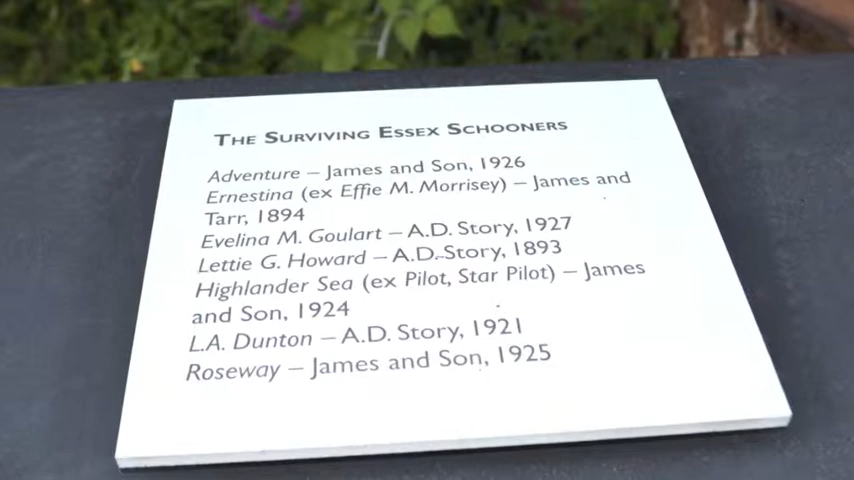 The Surviving Essex Schooners
Adventure – James and Son, 1926
Ernestina (ex Effie M. Morrisey) – James and
Tarr, 1894
Evelina M. Goulart – A.D. Story, 1927
Lettie G. Howard – A.D. Story, 1893
Highlander Sea (ex Pilot, Star Pilot) – James
and Son, 1924
L.A. Dunton – A.D. Story, 1921
Roseway – James and Son, 1925